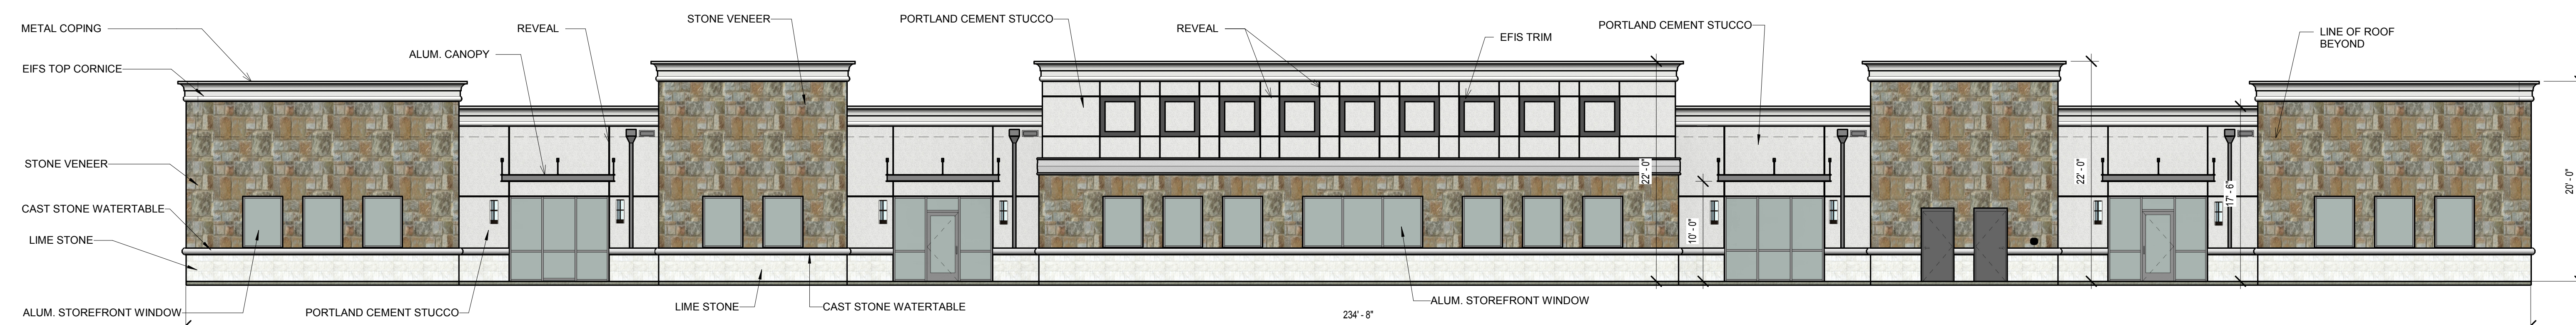 METAL COPING
REVEAL
STONE VENEER
PORTLAND CEMENT STUCCO
REVEAL
EFIS TRIM
PORTLAND CEMENT STUCCO
LINE OF ROOF
BEYOND
ALUM. CANOPY
EIFS TOP CORNICE
STONE VENEER
CAST STONE WATERTABLE
LIME STONE
22' - 0"
10' - 0"
22' - 0"
17' - 6"
20' - 0"
ALUM. STOREFRONT WINDOW
PORTLAND CEMENT STUCCO
LIME STONE
CAST STONE WATERTABLE
234' - 8"
ALUM. STOREFRONT WINDOW